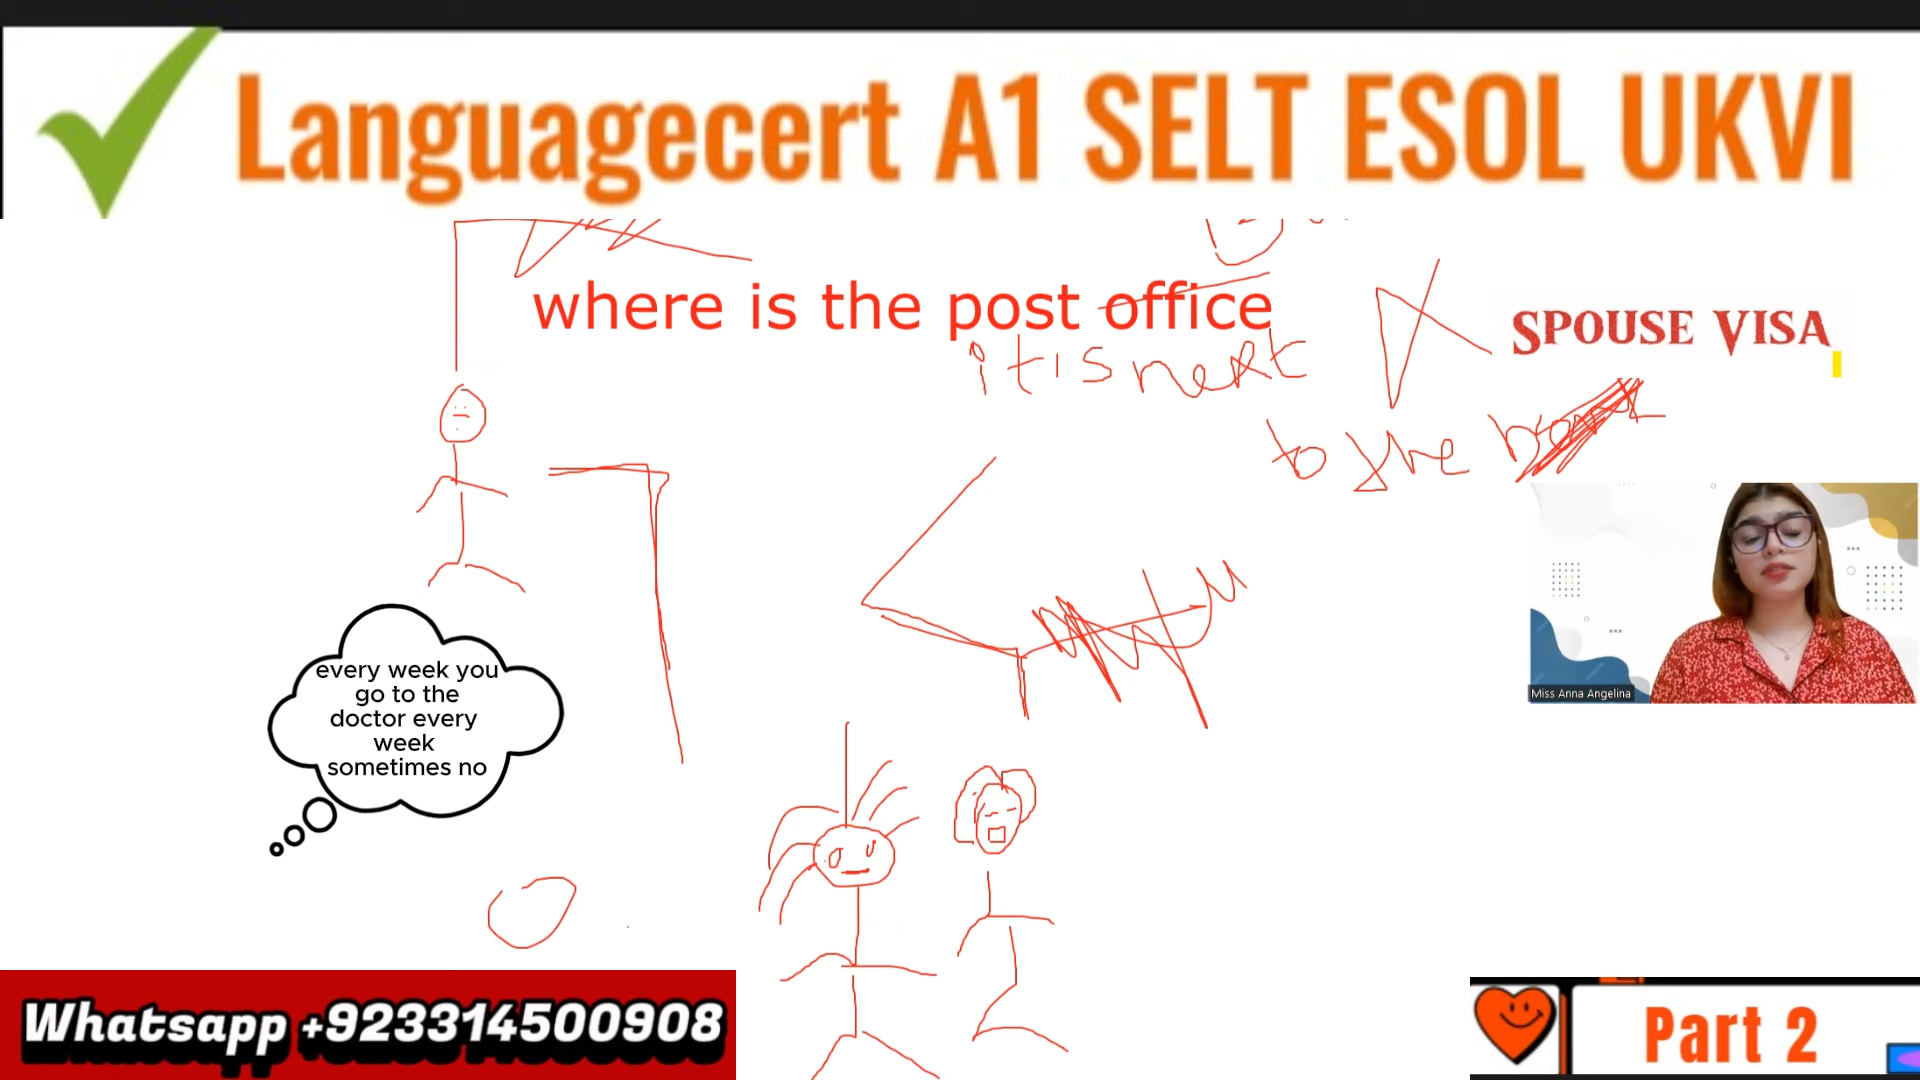 Languagecert A1 SELT ESOL UKVI
where is the post office
it is next
to the
SPOUSE VISA
Miss Anna Angelina
every week you
go to the
doctor every
week
sometimes no
Whatsapp +923314500908
Part 2